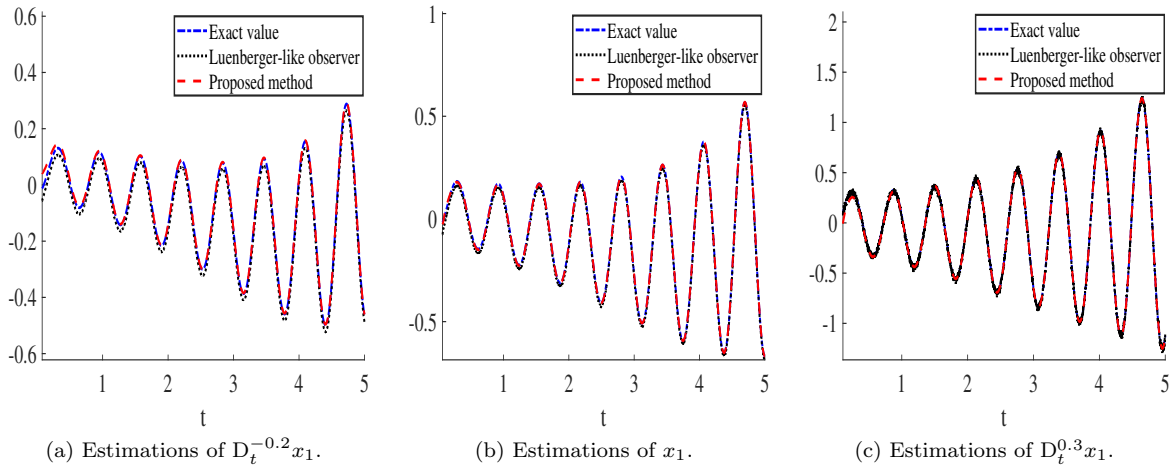 0.6
0.4
0.2
0
-0.2
-0.4
-0.6
1 2 3 4 5
t
Exact value
Luenberger-like observer
Proposed method
(a) Estimations of D_t^{-0.2}x_1.
1
0.5
0
-0.5
1 2 3 4 5
t
Exact value
Luenberger-like observer
Proposed method
(b) Estimations of x_1.
2
1.5
1
0.5
0
-0.5
-1
1 2 3 4 5
t
Exact value
Luenberger-like observer
Proposed method
(c) Estimations of D_t^{0.3}x_1.